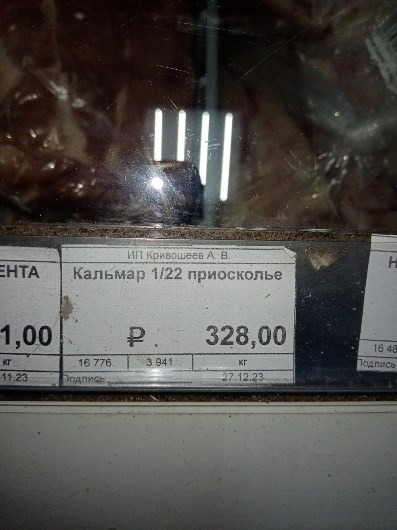 ИП Кривошеев А. В.
ЕНТА
Кальмар 1/22 приосколье
Н
1,00
₽.
328,00
16 776
3 941
кг
кг
16 48
.11.23
Подпись
27.12.23
Подпись